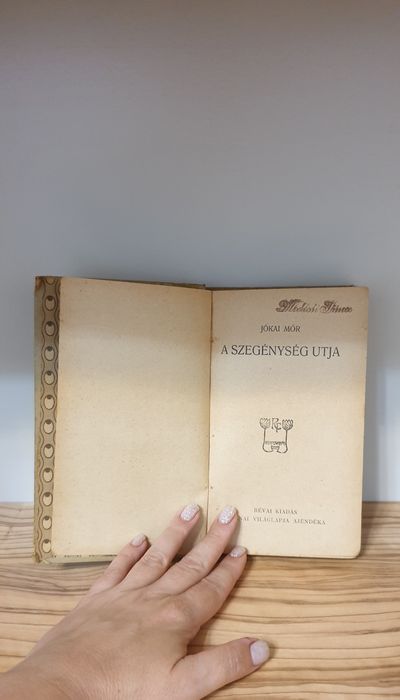 JÓKAI MÓR
A SZEGÉNYSÉG UTJA
RÉVAI KIADÁS
VILÁGLAPJA AJÁNDÉKA